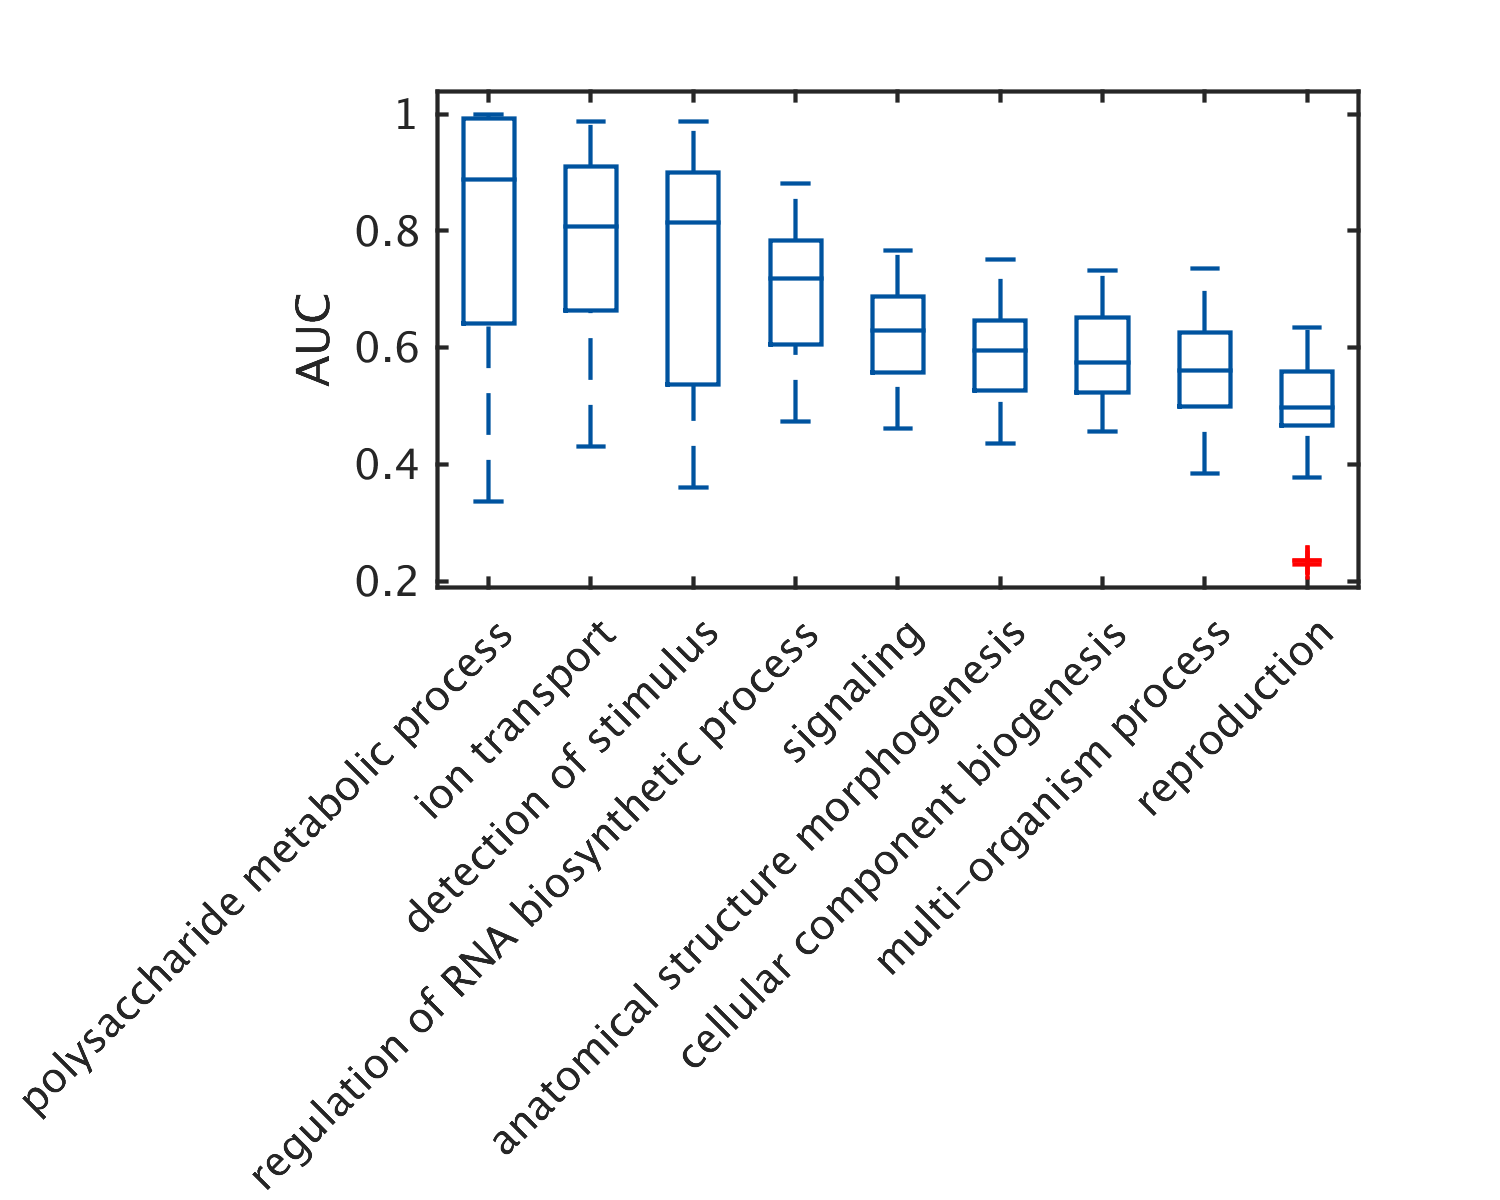 AUC
1
0.8
0.6
0.4
0.2
polysaccharide metabolic process
ion transport
detection of stimulus
regulation of RNA biosynthetic process
signaling
anatomical structure morphogenesis
cellular component biogenesis
multi−organism process
reproduction